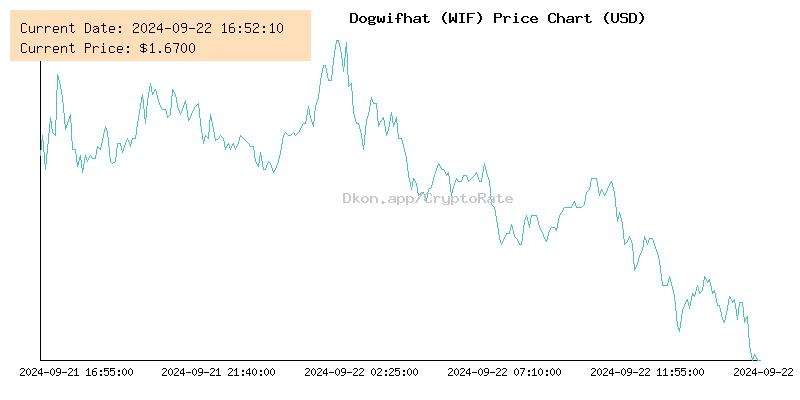 Dogwifhat (WIF) Price Chart (USD)
Current Date: 2024-09-22 16:52:10
Current Price: $1.6700
Dkon.app/CryptoRate
2024-09-21 16:55:00 2024-09-21 21:40:00 2024-09-22 02:25:00 2024-09-22 07:10:00 2024-09-22 11:55:00 2024-09-22